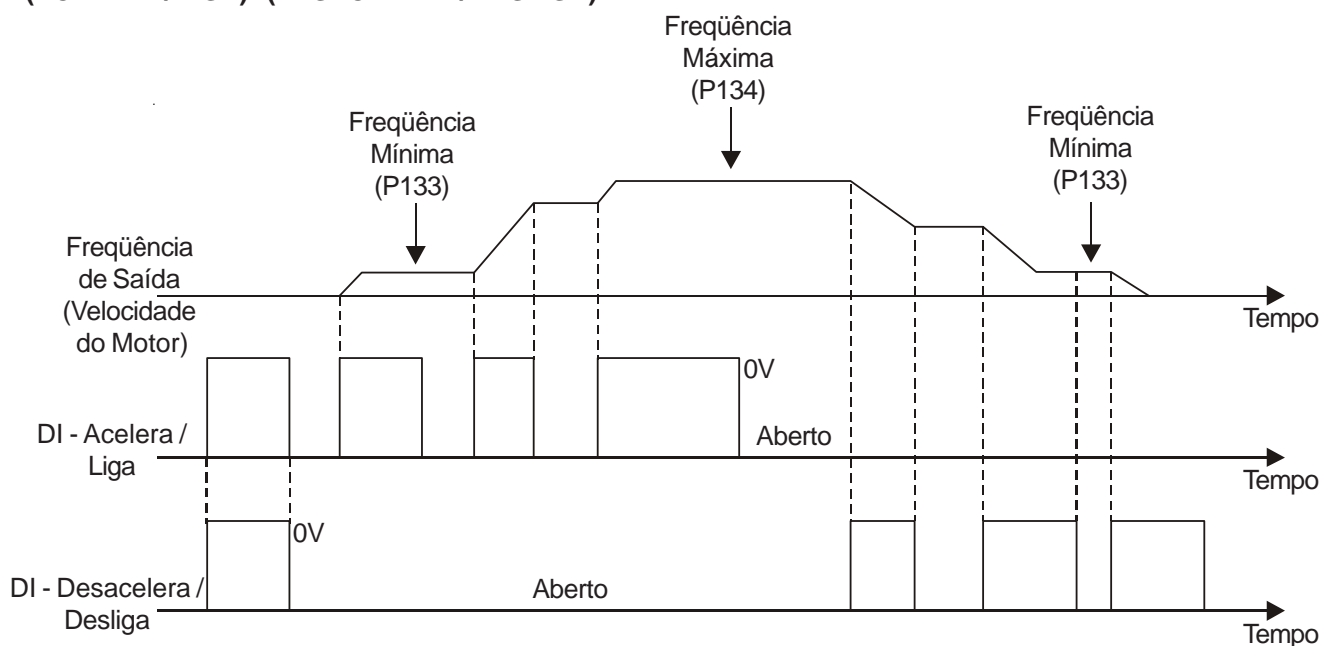 Freqüência
Máxima
(P134)
Freqüência
Mínima
(P133)
Freqüência
Mínima
(P133)
Freqüência
de Saída
(Velocidade
do Motor)
Tempo
0V
DI - Acelera /
Liga
Aberto
Tempo
0V
DI - Desacelera /
Desliga
Aberto
Tempo